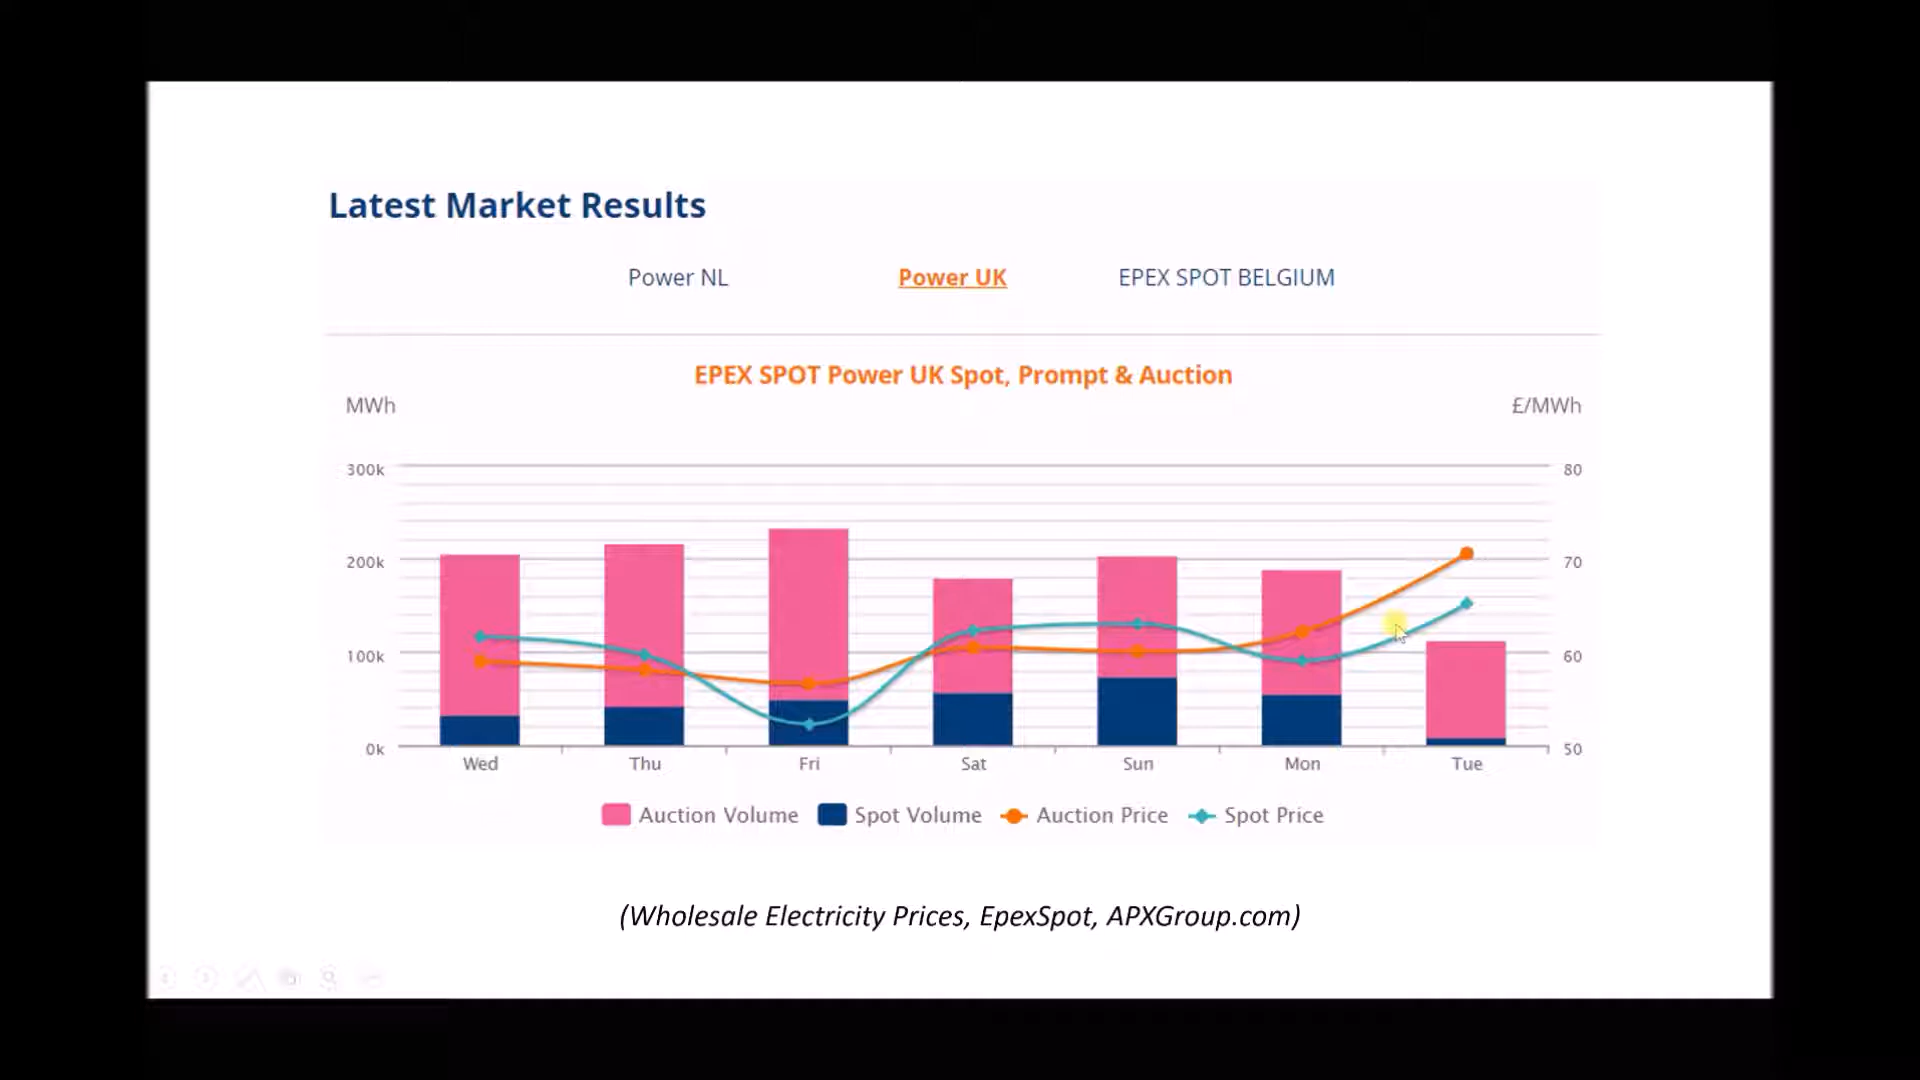 Latest Market Results
Power NL Power UK EPEX SPOT BELGIUM
EPEX SPOT Power UK Spot, Prompt & Auction
MWh £/MWh
300k 80
200k 70
100k 60
0k 50
Wed Thu Fri Sat Sun Mon Tue
Auction Volume Spot Volume Auction Price Spot Price
(Wholesale Electricity Prices, EpexSpot, APXGroup.com)